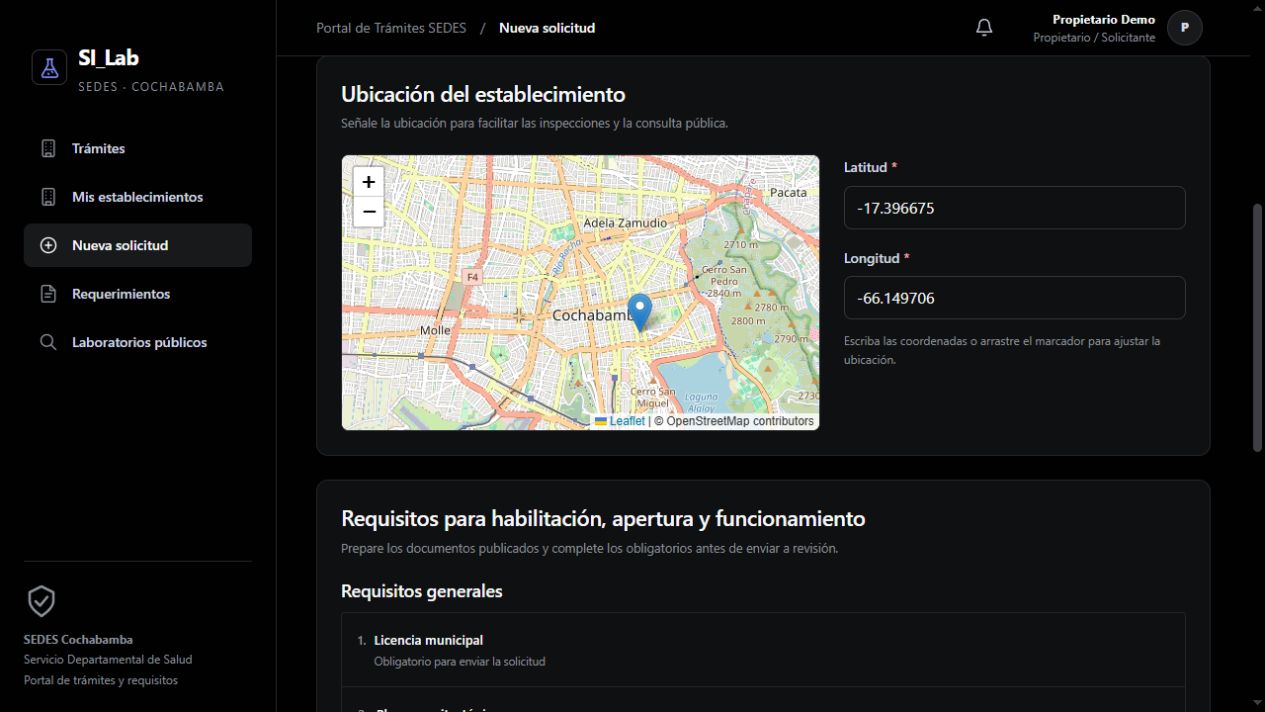 SI_Lab
SEDES - COCHABAMBA
Trámites
Mis establecimientos
Nueva solicitud
Requerimientos
Laboratorios públicos
SEDES Cochabamba
Servicio Departamental de Salud
Portal de trámites y requisitos
Portal de Trámites SEDES / Nueva solicitud
Propietario Demo
Propietario / Solicitante
P
Ubicación del establecimiento
Señale la ubicación para facilitar las inspecciones y la consulta pública.
+
−
Pacata
Adela Zamudio
Río Rocha
2710 m
F4
Cerro San
Pedro
2840 m
2780 m
Cochabam
2800 m
Molle
2790 m
Cerro San
Miguel
Laguna
Alalay
2730
Leaflet | © OpenStreetMap contributors
Latitud *
-17.396675
Longitud *
-66.149706
Escriba las coordenadas o arrastre el marcador para ajustar la
ubicación.
Requisitos para habilitación, apertura y funcionamiento
Prepare los documentos publicados y complete los obligatorios antes de enviar a revisión.
Requisitos generales
1. Licencia municipal
Obligatorio para enviar la solicitud